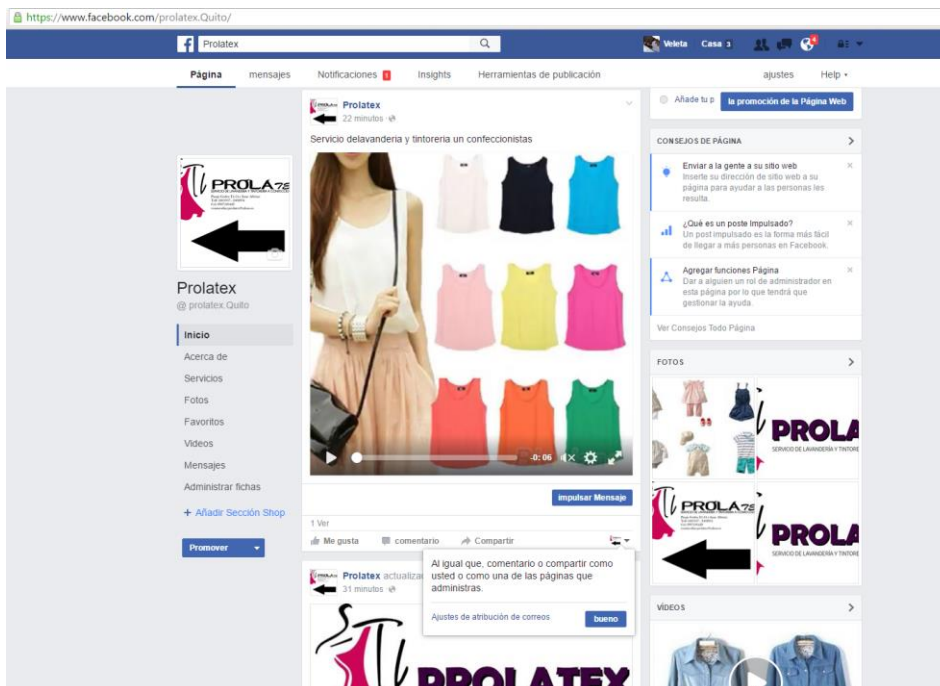 https://www.facebook.com/prolatex.Quito/
Prolatex
Veleta Casa 3
4
Página mensajes Notificaciones 1 Insights Herramientas de publicación ajustes Help
Prolatex
22 minutos
Servicio delavanderia y tintoreria un confeccionistas
-0:06
impulsar Mensaje
1 Ver
Me gusta comentario Compartir
Al igual que, comentario o compartir como
usted o como una de las páginas que
administras.
Ajustes de atribución de correos bueno
Prolatex actualiza
31 minutos
PROLATEX
PROLA
Prolatex
@ prolatex.Quito
Inicio
Acerca de
Servicios
Fotos
Favoritos
Videos
Mensajes
Administrar fichas
+ Añadir Sección Shop
Promover
Añade tu p
la promoción de la Página Web
CONSEJOS DE PÁGINA
Enviar a la gente a su sitio web
Inserte su dirección de sitio web a su
página para ayudar a las personas les
resulta.
¿Qué es un poste Impulsado?
Un post impulsado es la forma más fácil
de llegar a más personas en Facebook.
Agregar funciones Página
Dar a alguien un rol de administrador en
esta página por lo que tendrá que
gestionar la ayuda.
Ver Consejos Todo Página
FOTOS
PROLA
SERVICIO DE LAVANDERÍA Y TINTORE
PROLA
PROLA
SERVICIO DE LAVANDERÍA Y TINTORE
VÍDEOS